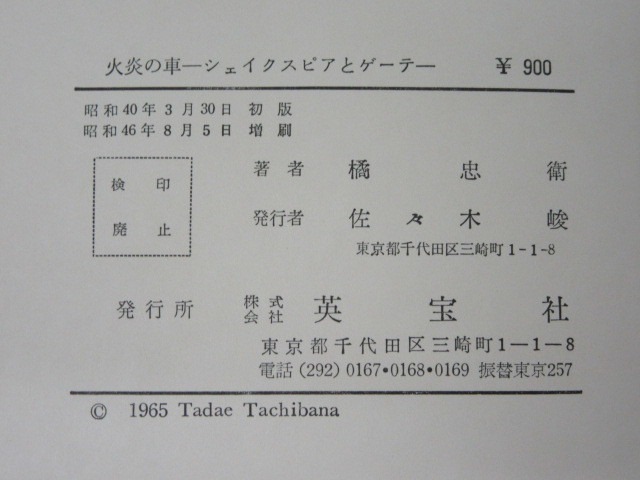 火炎の車―シェイクスピアとゲーテ― ¥ 900
昭和40年3月30日 初版
昭和46年8月5日 増刷
検印
廃止
著者 橘忠衛
発行者 佐々木峻
東京都千代田区三崎町1-1-8
発行所 株式会社 英宝社
東京都千代田区三崎町1―1―8
電話(292)0167・0168・0169 振替東京257
© 1965 Tadae Tachibana